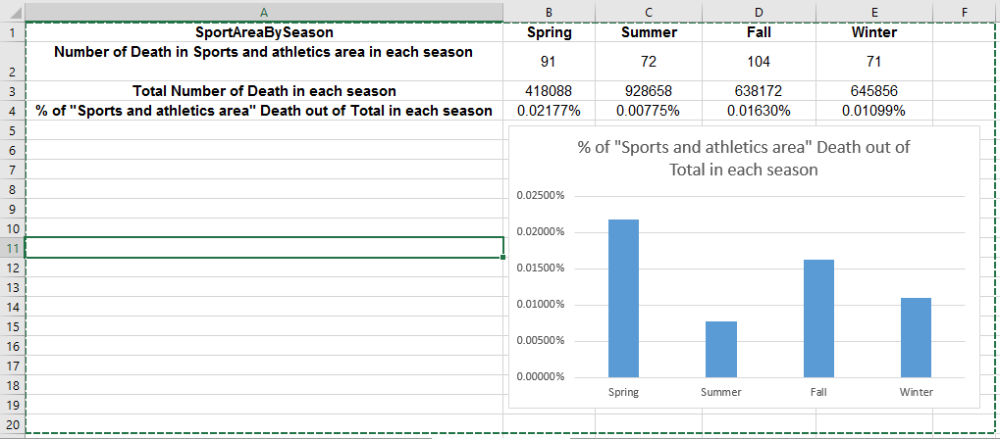 A B C D E F
1 SportAreaBySeason Spring Summer Fall Winter
2 Number of Death in Sports and athletics area in each season 91 72 104 71
3 Total Number of Death in each season 418088 928658 638172 645856
4 % of "Sports and athletics area" Death out of Total in each season 0.02177% 0.00775% 0.01630% 0.01099%
5
6
7
8
9
10
11
12
13
14
15
16
17
18
19
20
% of "Sports and athletics area" Death out of
Total in each season
0.02500%
0.02000%
0.01500%
0.01000%
0.00500%
0.00000%
Spring Summer Fall Winter